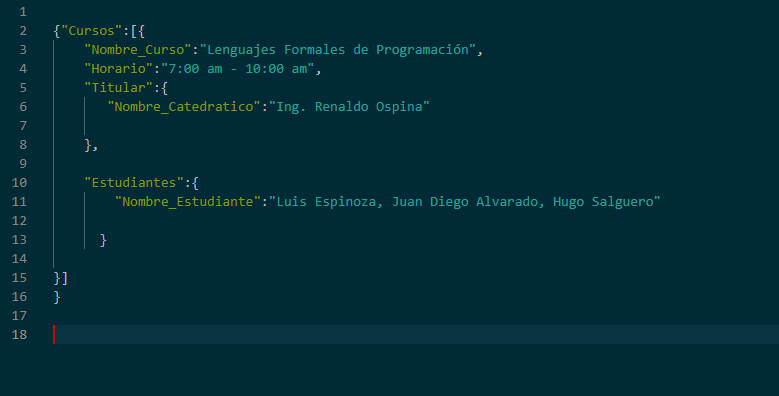 1
2 {"Cursos":[{
3 "Nombre_Curso":"Lenguajes Formales de Programación",
4 "Horario":"7:00 am - 10:00 am",
5 "Titular":{
6 "Nombre_Catedratico":"Ing. Renaldo Ospina"
7
8 },
9
10 "Estudiantes":{
11 "Nombre_Estudiante":"Luis Espinoza, Juan Diego Alvarado, Hugo Salguero"
12
13 }
14
15 }]
16 }
17
18